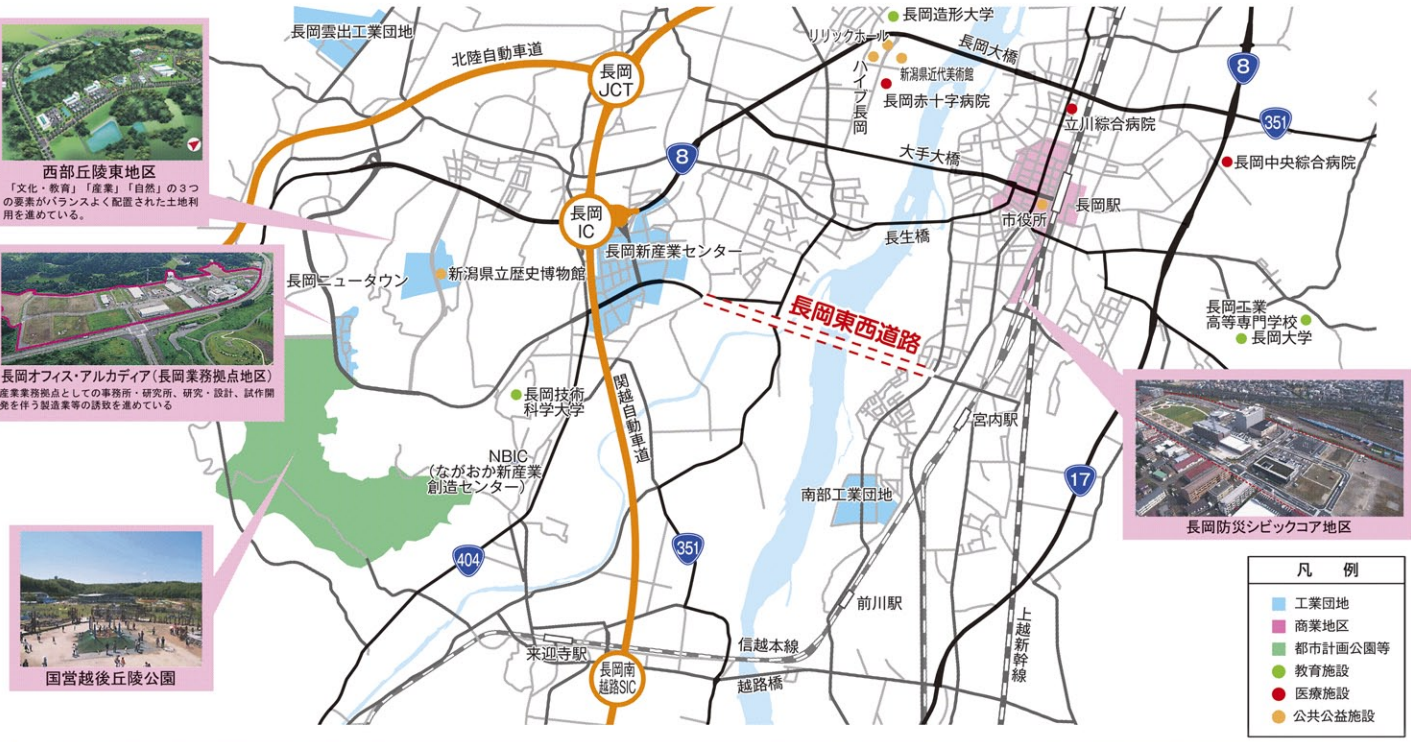 長岡造形大学
長岡雲出工業団地
リリックホール
長岡大橋
北陸自動車道
長岡
JCT
ハイブ長岡
新潟県近代美術館
8
長岡赤十字病院
351
立川綜合病院
西部丘陵東地区
「文化・教育」「産業」「自然」の3つ
の要素がバランスよく配置された土地利
用を進めている。
8
大手大橋
長岡中央綜合病院
長岡
IC
長岡駅
市役所
長生橋
長岡新産業センター
長岡ニュータウン
新潟県立歴史博物館
長岡東西道路
長岡工業
高等専門学校
長岡大学
長岡オフィス・アルカディア(長岡業務拠点地区)
産業業務拠点としての事務所・研究所、研究・設計、試作開
発を伴う製造業等の誘致を進めている
長岡技術
科学大学
関越自動車道
宮内駅
NBIC
(ながおか新産業
創造センター)
17
南部工業団地
長岡防災シビックコア地区
404
351
前川駅
上越新幹線
来迎寺駅
信越本線
長岡南
越路SIC
越路橋
国営越後丘陵公園
凡 例
工業団地
商業地区
都市計画公園等
教育施設
医療施設
公共公益施設